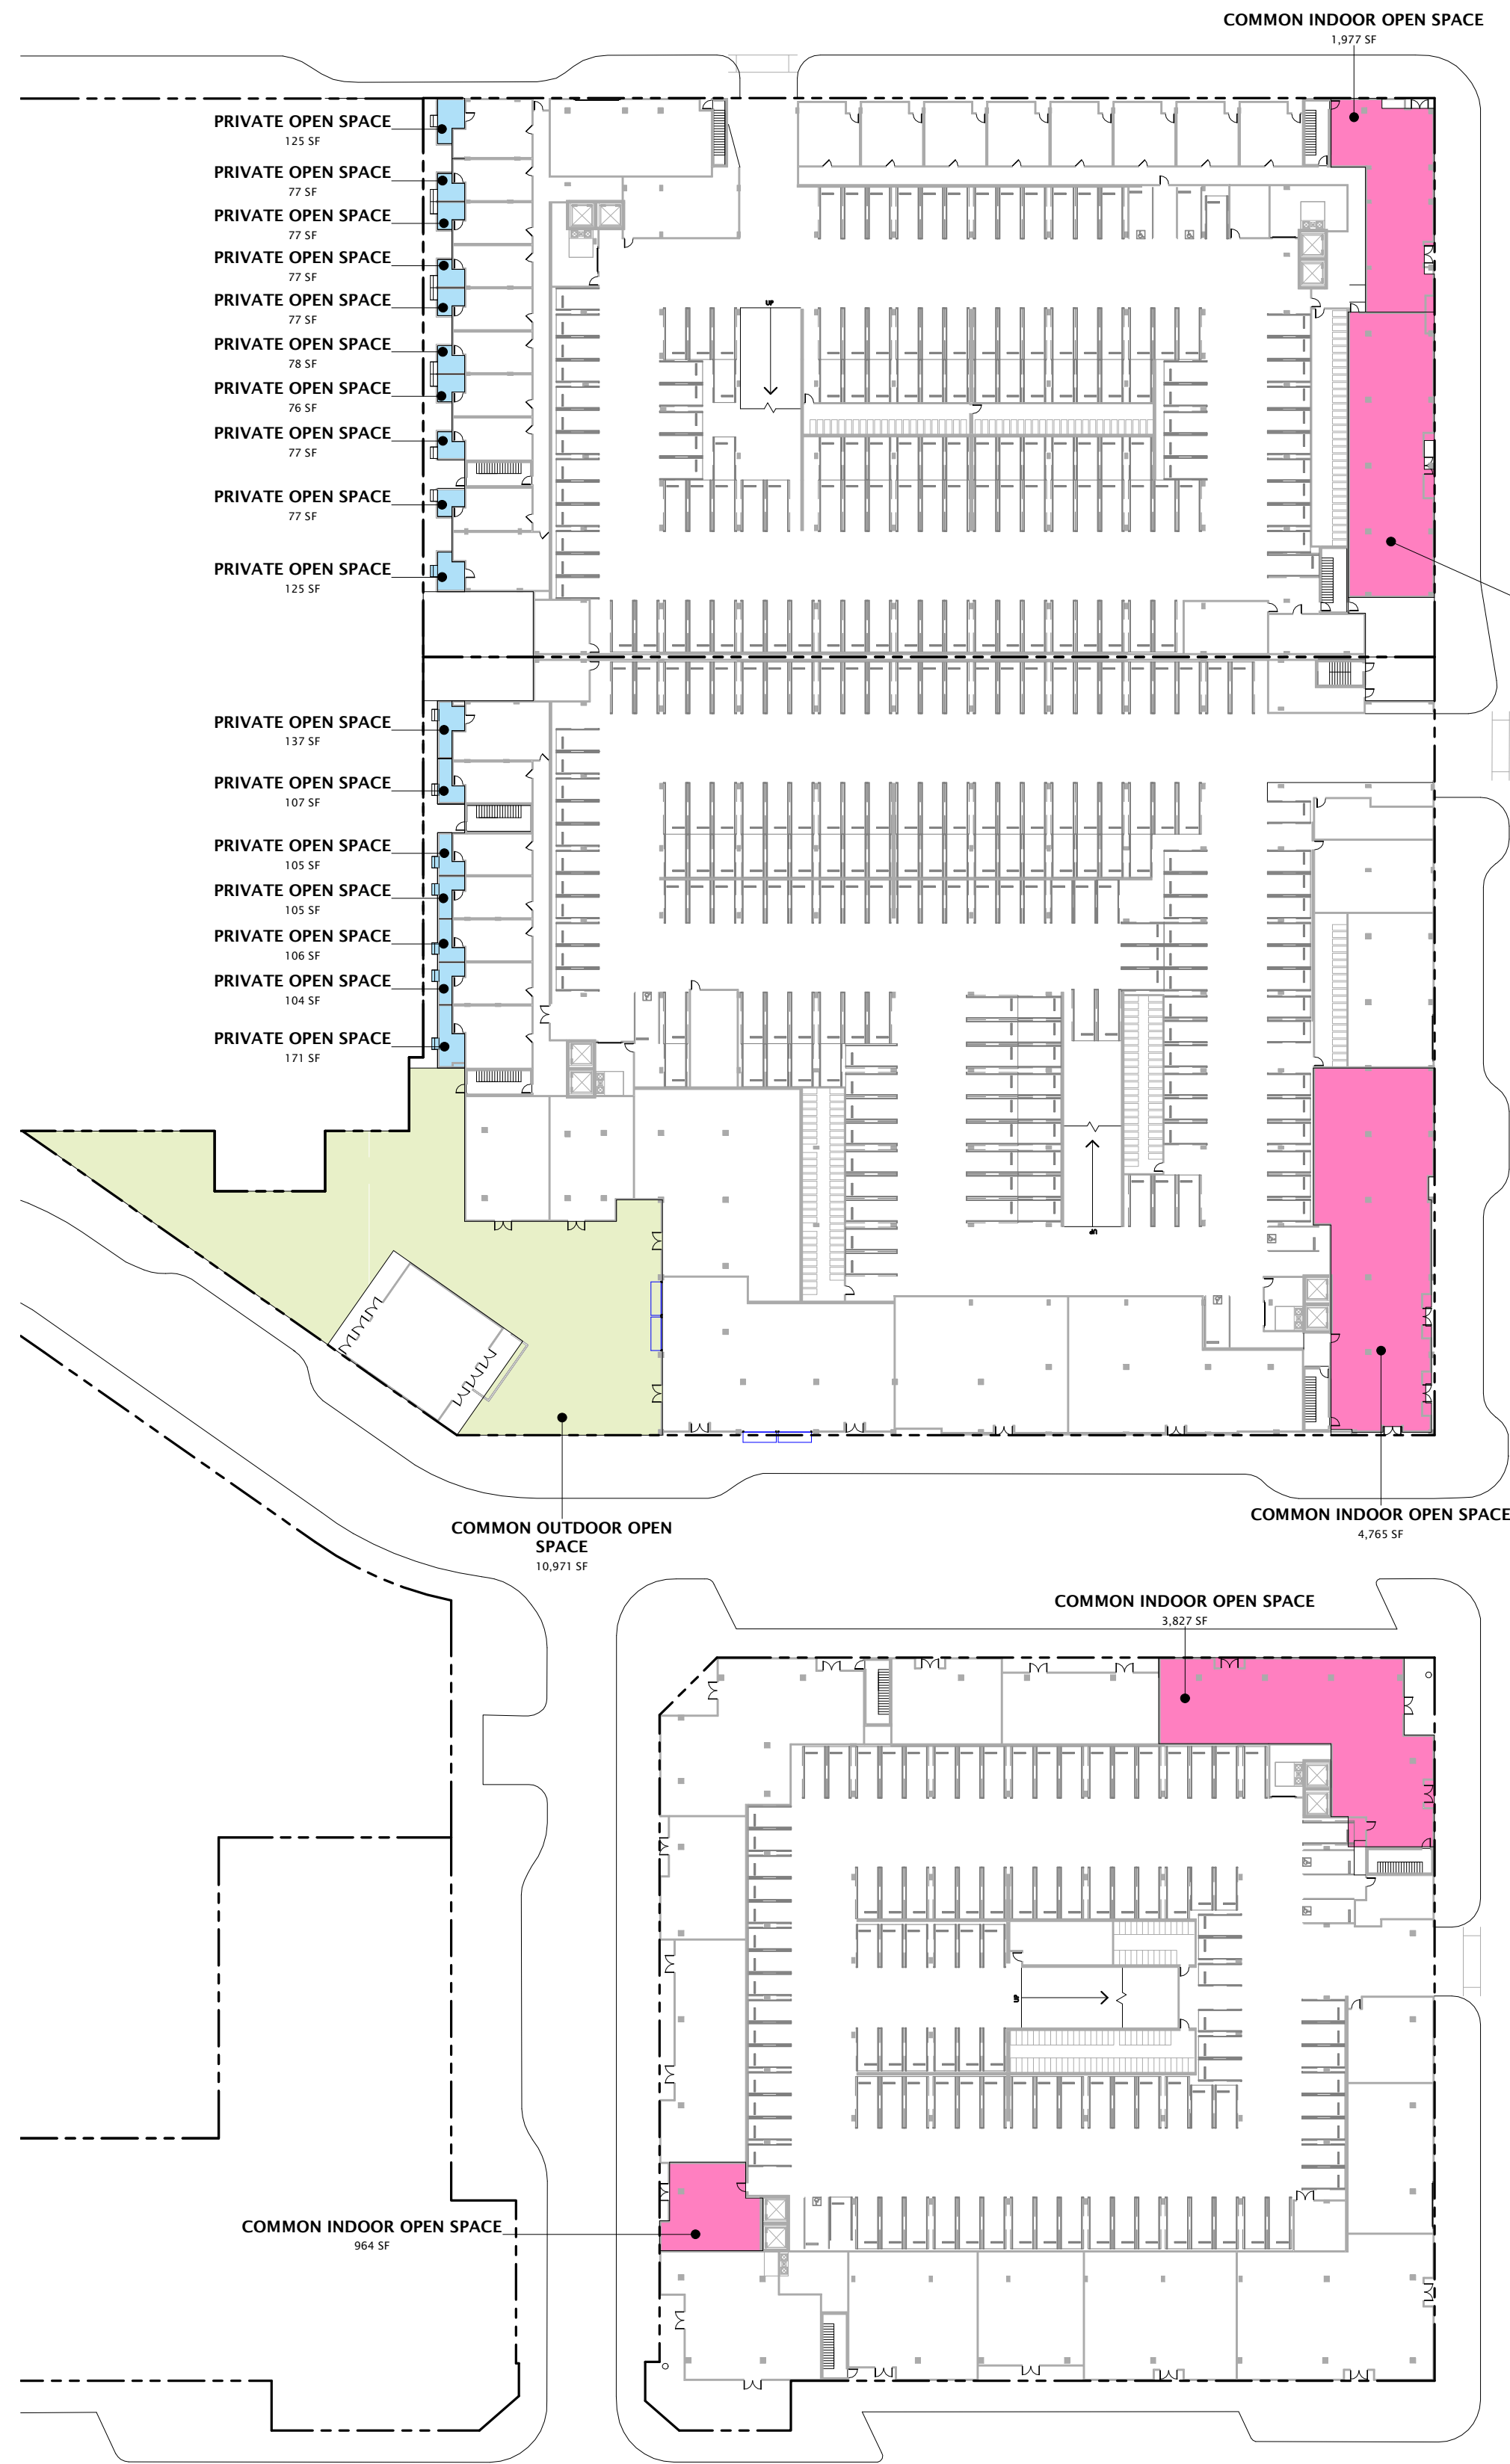 COMMON INDOOR OPEN SPACE
1,977 SF
PRIVATE OPEN SPACE
125 SF
PRIVATE OPEN SPACE
77 SF
PRIVATE OPEN SPACE
77 SF
PRIVATE OPEN SPACE
77 SF
PRIVATE OPEN SPACE
77 SF
UP
PRIVATE OPEN SPACE
78 SF
PRIVATE OPEN SPACE
76 SF
PRIVATE OPEN SPACE
77 SF
PRIVATE OPEN SPACE
77 SF
PRIVATE OPEN SPACE
125 SF
PRIVATE OPEN SPACE
137 SF
PRIVATE OPEN SPACE
107 SF
PRIVATE OPEN SPACE
105 SF
PRIVATE OPEN SPACE
105 SF
PRIVATE OPEN SPACE
106 SF
PRIVATE OPEN SPACE
104 SF
PRIVATE OPEN SPACE
171 SF
UP
COMMON OUTDOOR OPEN
SPACE
10,971 SF
COMMON INDOOR OPEN SPACE
4,765 SF
COMMON INDOOR OPEN SPACE
3,827 SF
UP
COMMON INDOOR OPEN SPACE
964 SF